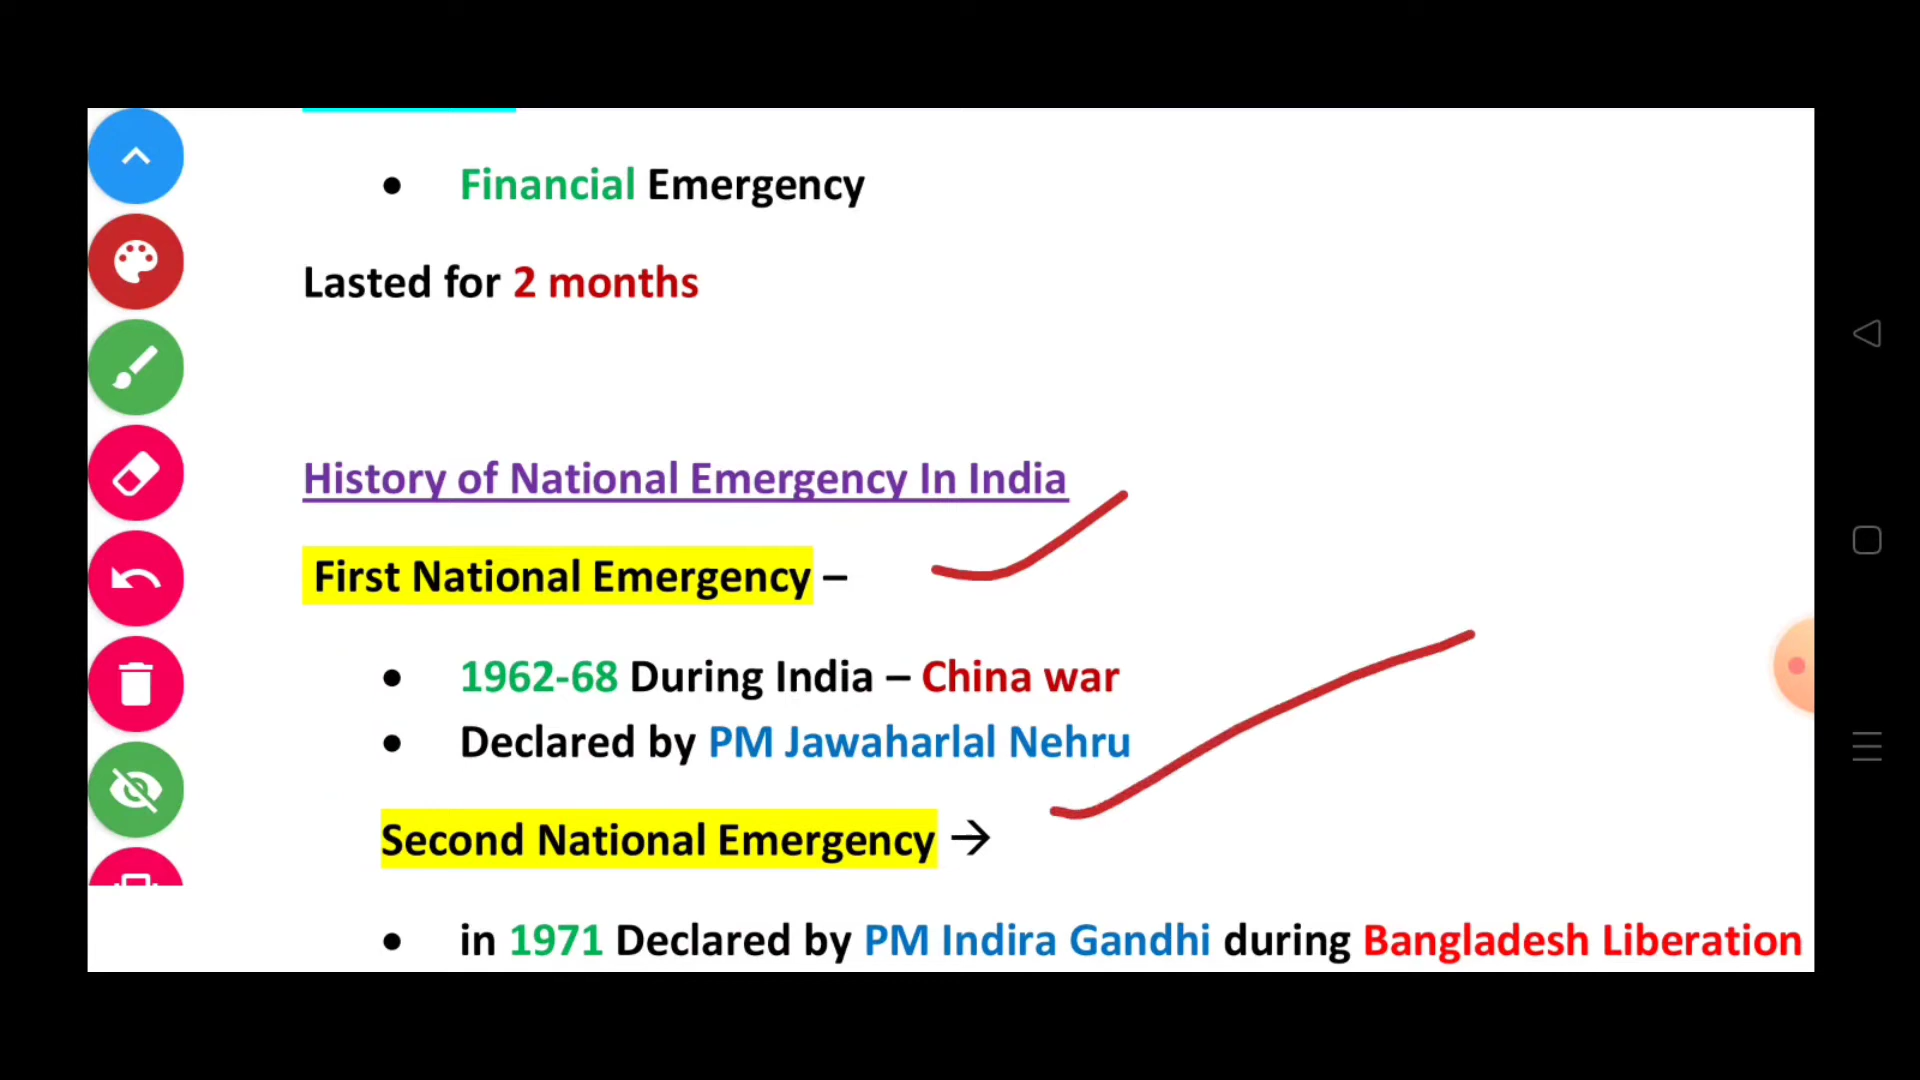 • Financial Emergency
Lasted for 2 months
History of National Emergency In India
First National Emergency –
• 1962-68 During India – China war
• Declared by PM Jawaharlal Nehru
Second National Emergency →
• in 1971 Declared by PM Indira Gandhi during Bangladesh Liberation